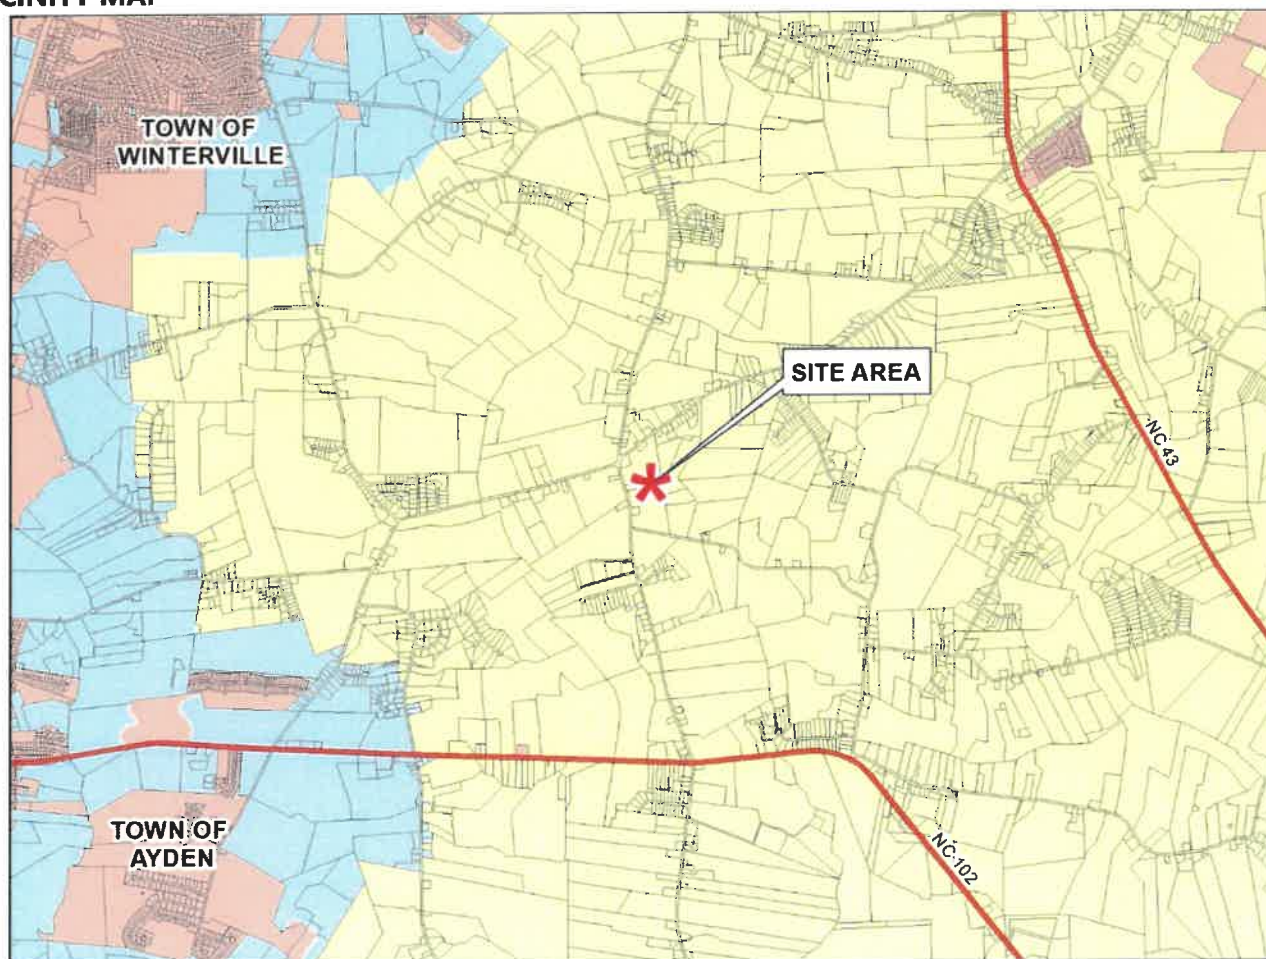 TOWN OF
WINTERVILLE
SITE AREA
NC 43
TOWN OF
AYDEN
NC 102